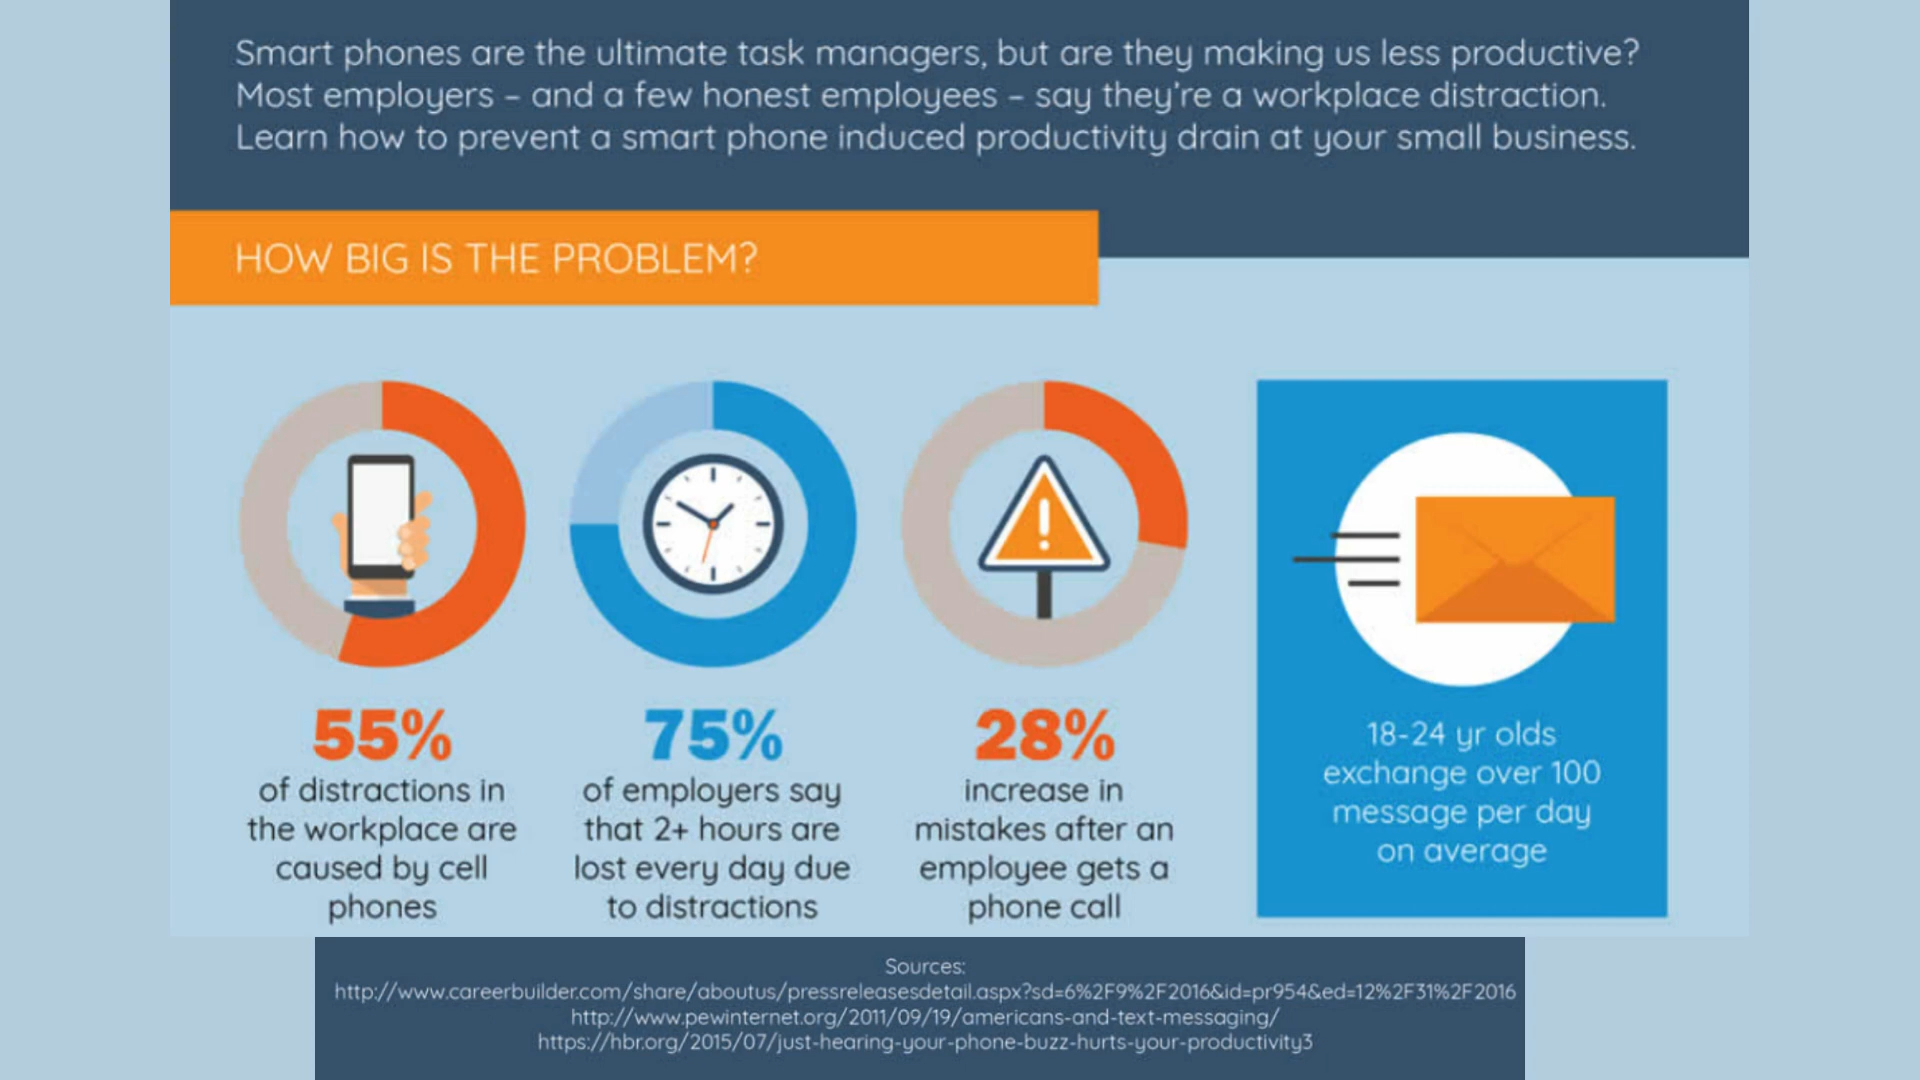 Smart phones are the ultimate task managers, but are they making us less productive?
Most employers – and a few honest employees – say they're a workplace distraction.
Learn how to prevent a smart phone induced productivity drain at your small business.
HOW BIG IS THE PROBLEM?
55%
of distractions in
the workplace are
caused by cell
phones
75%
of employers say
that 2+ hours are
lost every day due
to distractions
28%
increase in
mistakes after an
employee gets a
phone call
18-24 yr olds
exchange over 100
message per day
on average
Sources:
http://www.careerbuilder.com/share/aboutus/pressreleasesdetail.aspx?sd=6%2F9%2F2016&id=pr954&ed=12%2F31%2F2016
http://www.pewinternet.org/2011/09/19/americans-and-text-messaging/
https://hbr.org/2015/07/just-hearing-your-phone-buzz-hurts-your-productivity3